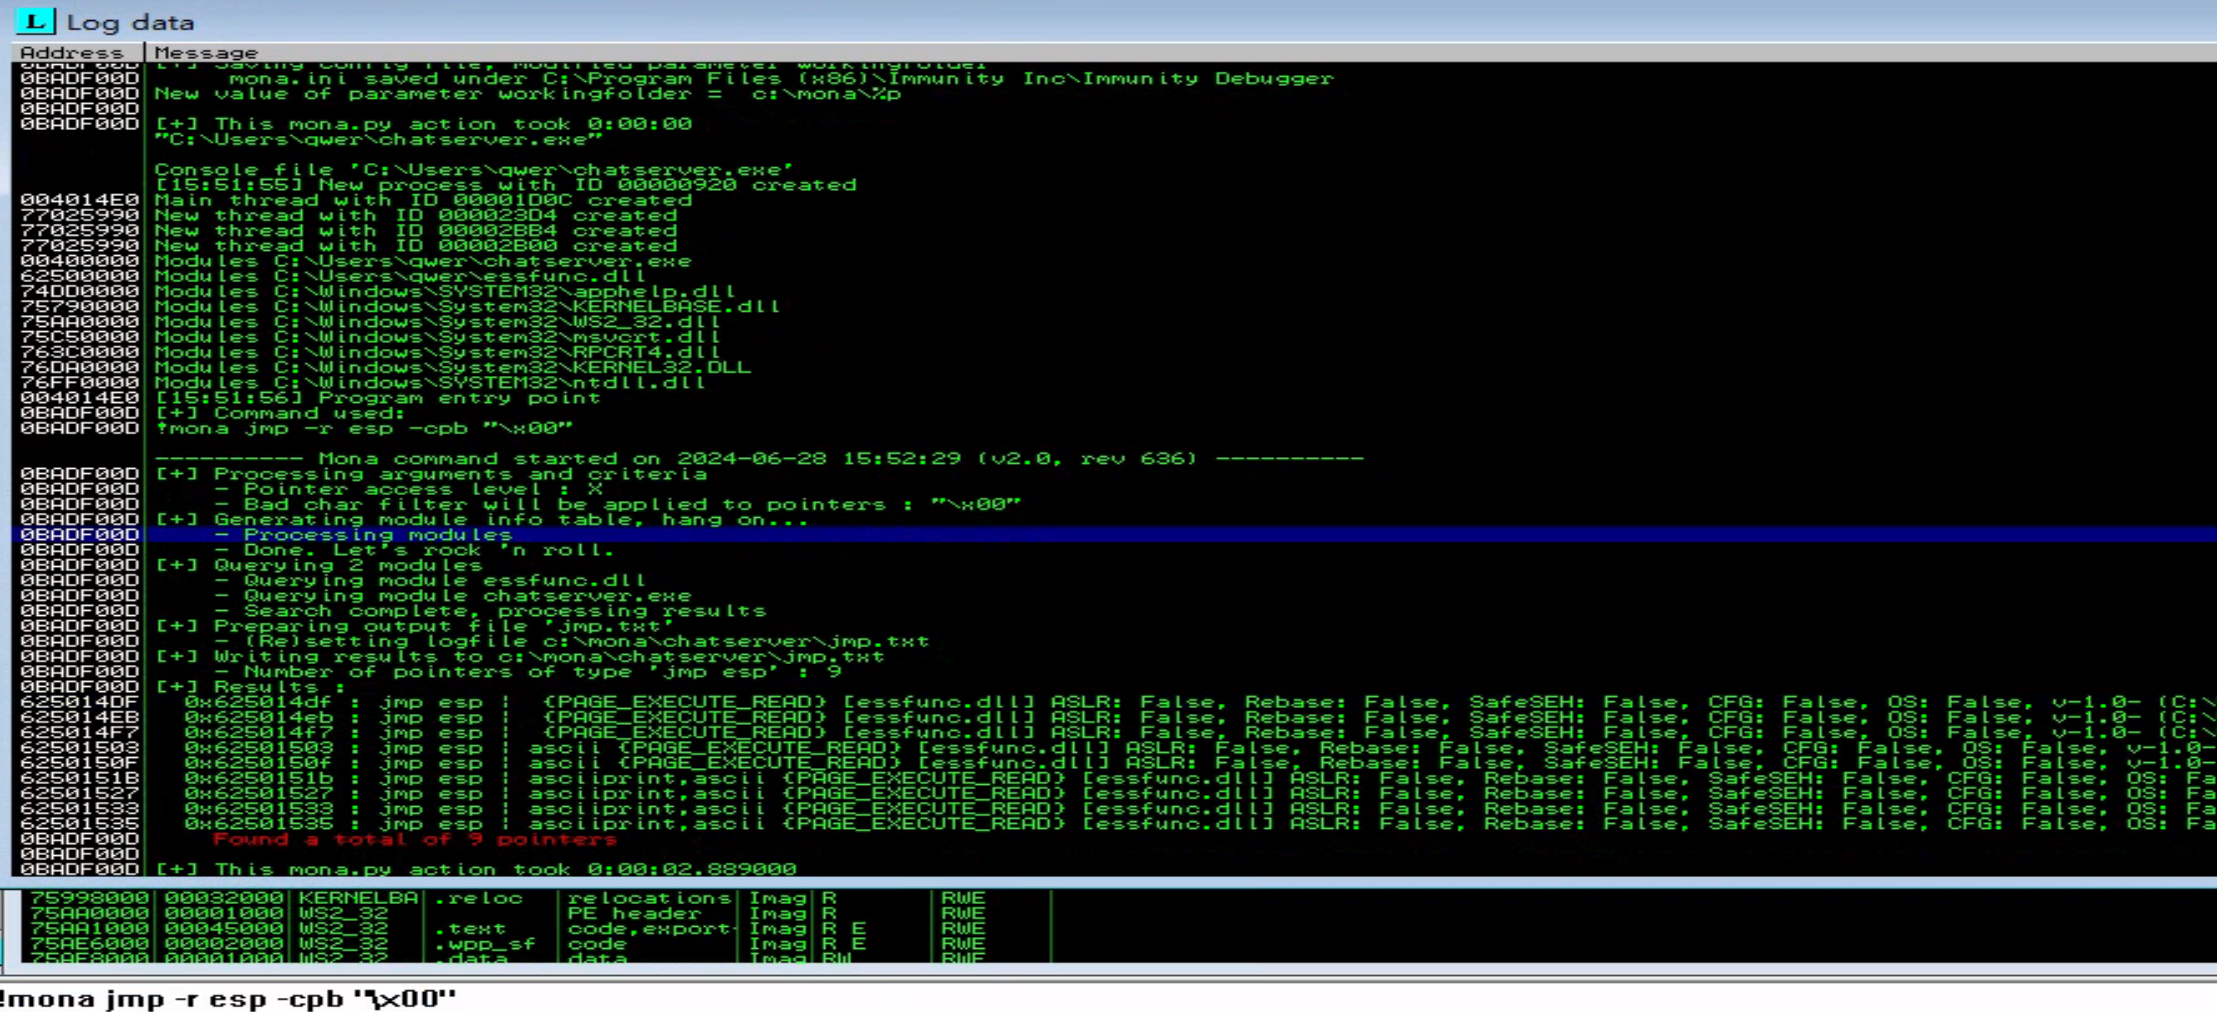 L Log data
Address Message
0BADF00D [+] Saving config file, modified parameter workingfolder
0BADF00D mona.ini saved under C:\Program Files (x86)\Immunity Inc\Immunity Debugger
0BADF00D New value of parameter workingfolder = c:\mona\%p
0BADF00D
0BADF00D [+] This mona.py action took 0:00:00
"C:\Users\qwer\chatserver.exe"
Console file 'C:\Users\qwer\chatserver.exe'
[15:51:55] New process with ID 00000920 created
004014E0 Main thread with ID 00001D0C created
77025990 New thread with ID 000023D4 created
77025990 New thread with ID 00002BB4 created
77025990 New thread with ID 00002B00 created
00400000 Modules C:\Users\qwer\chatserver.exe
62500000 Modules C:\Users\qwer\essfunc.dll
74DD0000 Modules C:\Windows\SYSTEM32\apphelp.dll
75790000 Modules C:\Windows\System32\KERNELBASE.dll
75AA0000 Modules C:\Windows\System32\WS2_32.dll
75C50000 Modules C:\Windows\System32\msvcrt.dll
763C0000 Modules C:\Windows\System32\RPCRT4.dll
76DA0000 Modules C:\Windows\System32\KERNEL32.DLL
76FF0000 Modules C:\Windows\SYSTEM32\ntdll.dll
004014E0 [15:51:56] Program entry point
0BADF00D [+] Command used:
0BADF00D !mona jmp -r esp -cpb "\x00"
---------- Mona command started on 2024-06-28 15:52:29 (v2.0, rev 636) ----------
0BADF00D [+] Processing arguments and criteria
0BADF00D - Pointer access level : X
0BADF00D - Bad char filter will be applied to pointers : "\x00"
0BADF00D [+] Generating module info table, hang on...
0BADF00D - Processing modules
0BADF00D - Done. Let's rock 'n roll.
0BADF00D [+] Querying 2 modules
0BADF00D - Querying module essfunc.dll
0BADF00D - Querying module chatserver.exe
0BADF00D - Search complete, processing results
0BADF00D [+] Preparing output file 'jmp.txt'
0BADF00D - (Re)setting logfile c:\mona\chatserver\jmp.txt
0BADF00D [+] Writing results to c:\mona\chatserver\jmp.txt
0BADF00D - Number of pointers of type 'jmp esp' : 9
0BADF00D [+] Results :
625014DF 0x625014df : jmp esp | {PAGE_EXECUTE_READ} [essfunc.dll] ASLR: False, Rebase: False, SafeSEH: False, CFG: False, OS: False, v-1.0- (C:\
625014EB 0x625014eb : jmp esp | {PAGE_EXECUTE_READ} [essfunc.dll] ASLR: False, Rebase: False, SafeSEH: False, CFG: False, OS: False, v-1.0- (C:\
625014F7 0x625014f7 : jmp esp | {PAGE_EXECUTE_READ} [essfunc.dll] ASLR: False, Rebase: False, SafeSEH: False, CFG: False, OS: False, v-1.0- (C:\
62501503 0x62501503 : jmp esp | ascii {PAGE_EXECUTE_READ} [essfunc.dll] ASLR: False, Rebase: False, SafeSEH: False, CFG: False, OS: False, v-1.0-
6250150F 0x6250150f : jmp esp | ascii {PAGE_EXECUTE_READ} [essfunc.dll] ASLR: False, Rebase: False, SafeSEH: False, CFG: False, OS: False, v-1.0-
6250151B 0x6250151b : jmp esp | asciiprint,ascii {PAGE_EXECUTE_READ} [essfunc.dll] ASLR: False, Rebase: False, SafeSEH: False, CFG: False, OS: Fa
62501527 0x62501527 : jmp esp | asciiprint,ascii {PAGE_EXECUTE_READ} [essfunc.dll] ASLR: False, Rebase: False, SafeSEH: False, CFG: False, OS: Fa
62501533 0x62501533 : jmp esp | asciiprint,ascii {PAGE_EXECUTE_READ} [essfunc.dll] ASLR: False, Rebase: False, SafeSEH: False, CFG: False, OS: Fa
62501535 0x62501535 : jmp esp | asciiprint,ascii {PAGE_EXECUTE_READ} [essfunc.dll] ASLR: False, Rebase: False, SafeSEH: False, CFG: False, OS: Fa
0BADF00D Found a total of 9 pointers
0BADF00D
0BADF00D [+] This mona.py action took 0:00:02.889000
75998000 00032000 KERNELBA .reloc relocations Imag R RWE
75AA0000 00001000 WS2_32 PE header Imag R RWE
75AA1000 00045000 WS2_32 .text code,export Imag R E RWE
75AE6000 00002000 WS2_32 .wpp_sf code Imag R E RWE
75AE8000 00001000 WS2_32 .data data Imag RW RWE
!mona jmp -r esp -cpb "\x00"